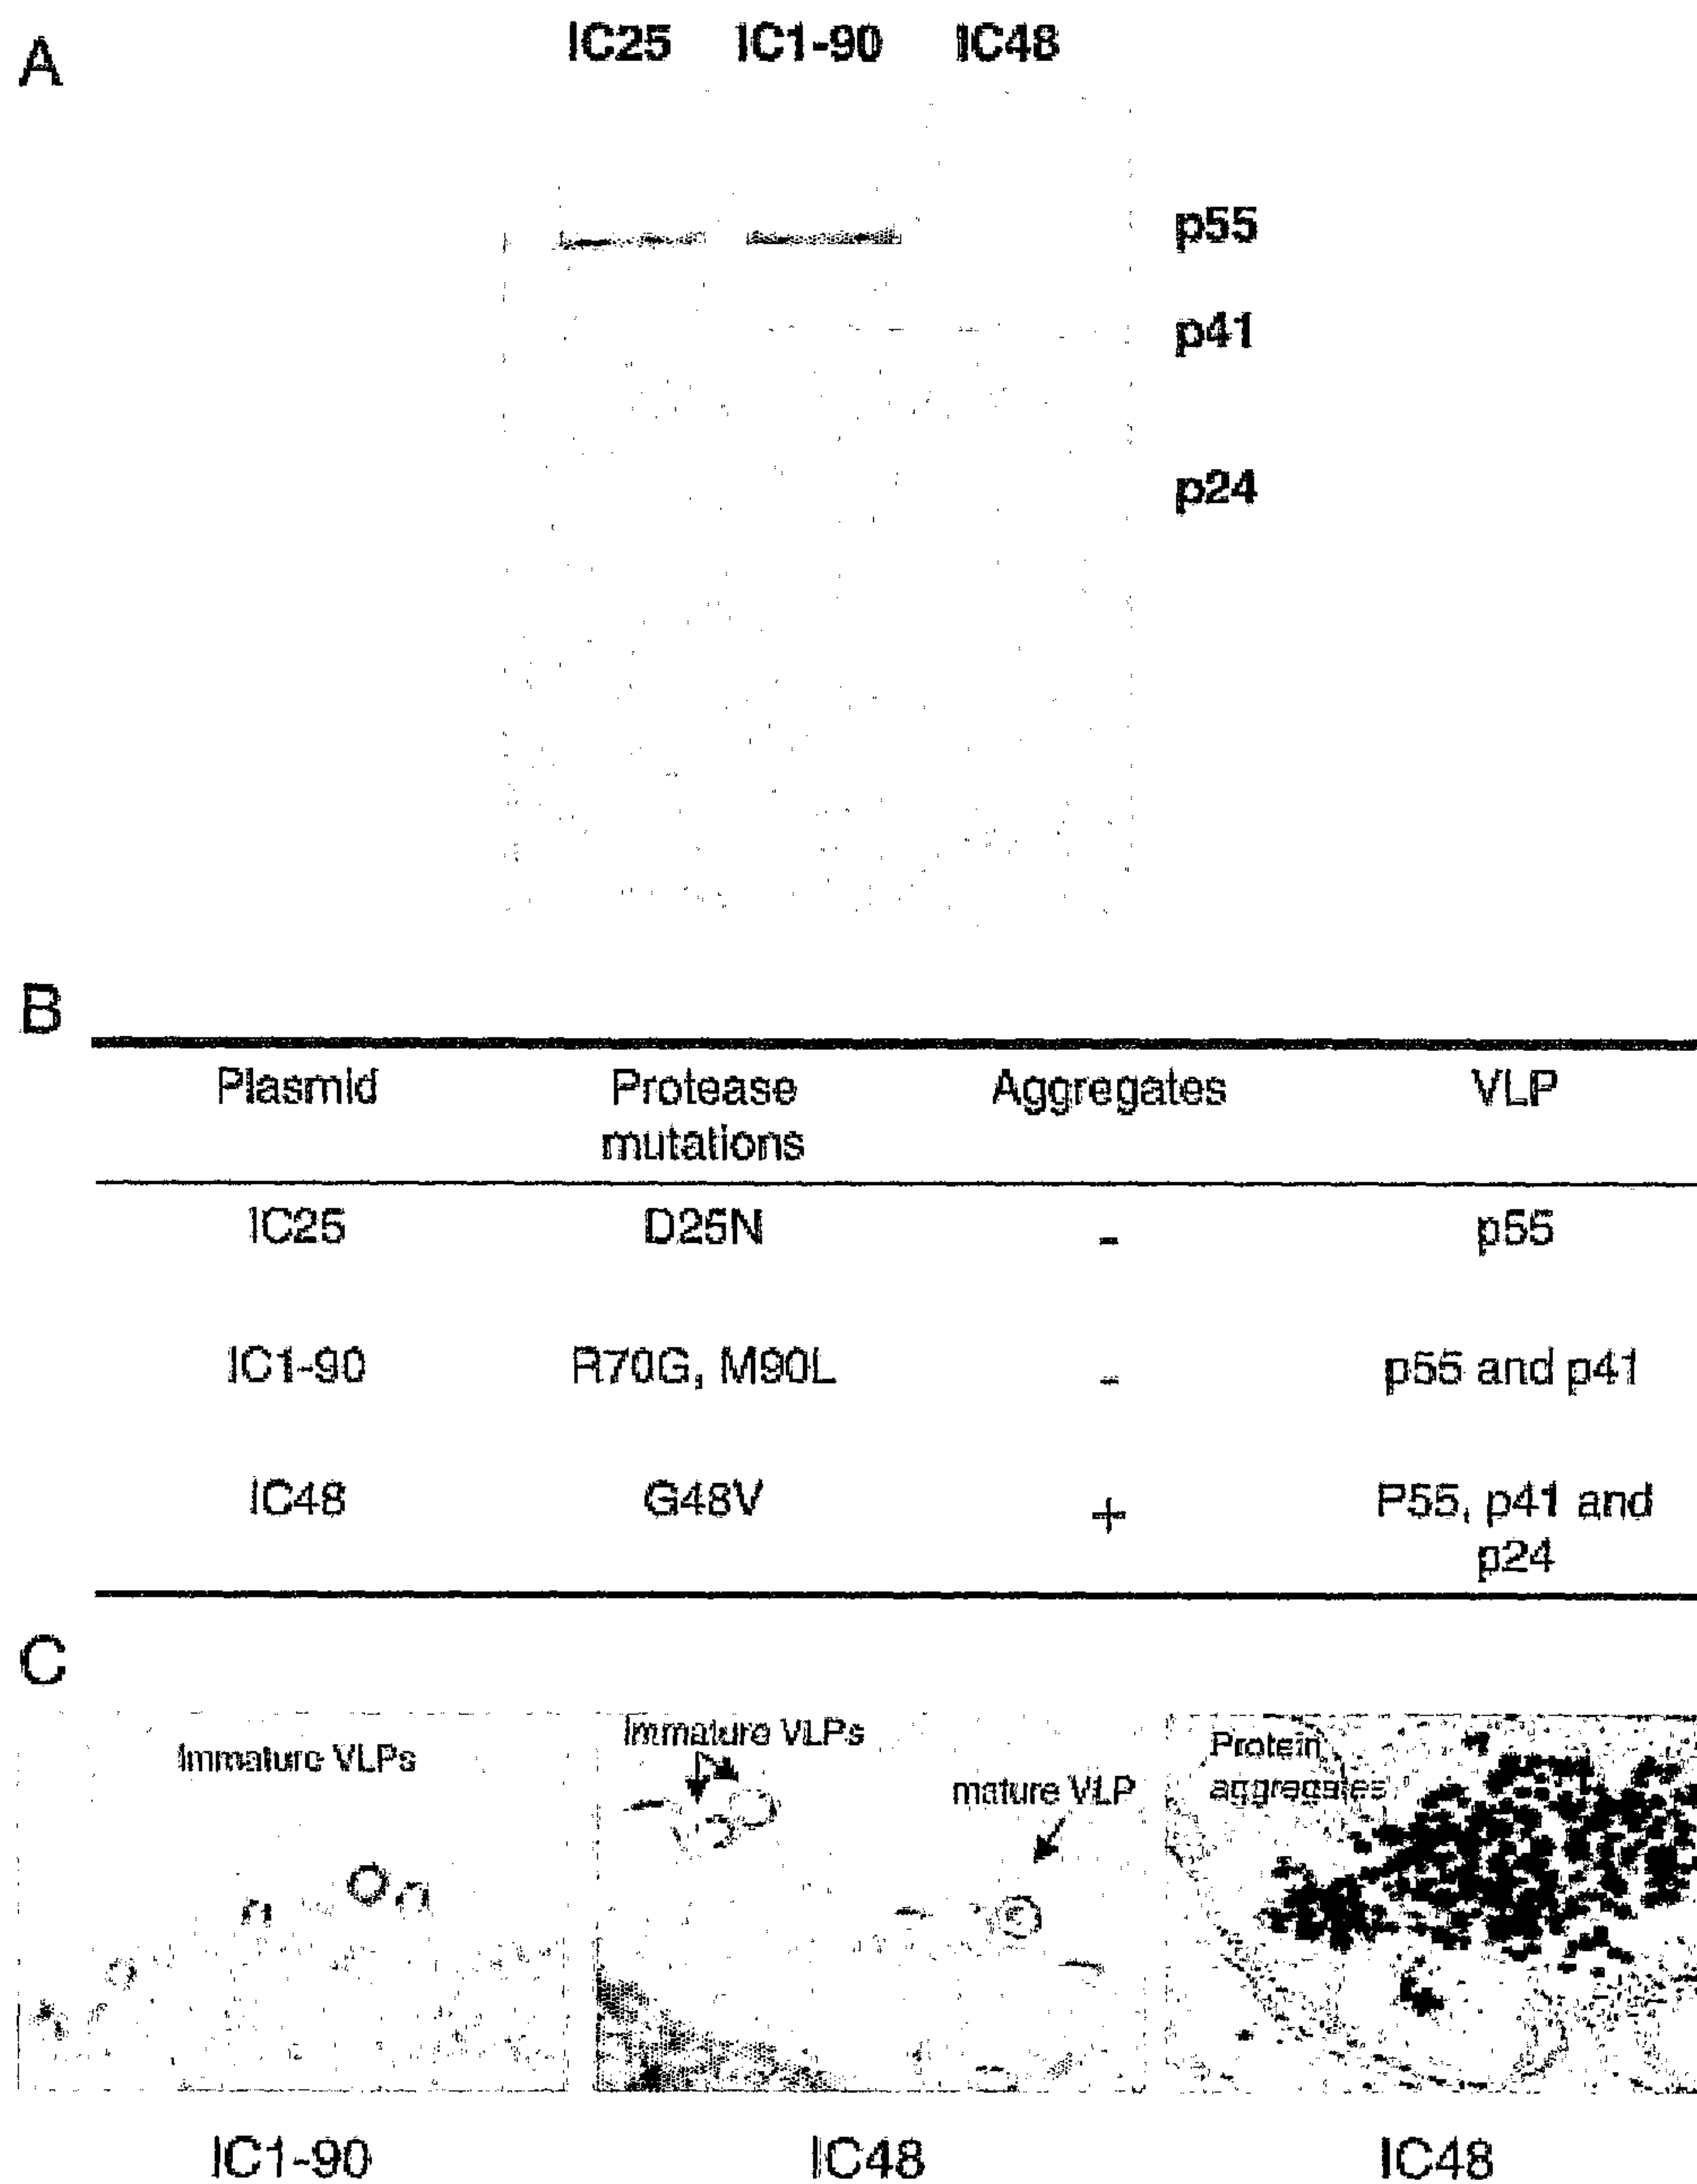 A
IC25 IC1-90 IC48
p55
p41
p24
B
Plasmid Protease mutations Aggregates VLP
IC25 D25N - p55
IC1-90 R70G, M90L - p55 and p41
IC48 G48V + P55, p41 and p24
C
Immature VLPs
Immature VLPs
mature VLP
Protein
aggregates
IC1-90 IC48 IC48